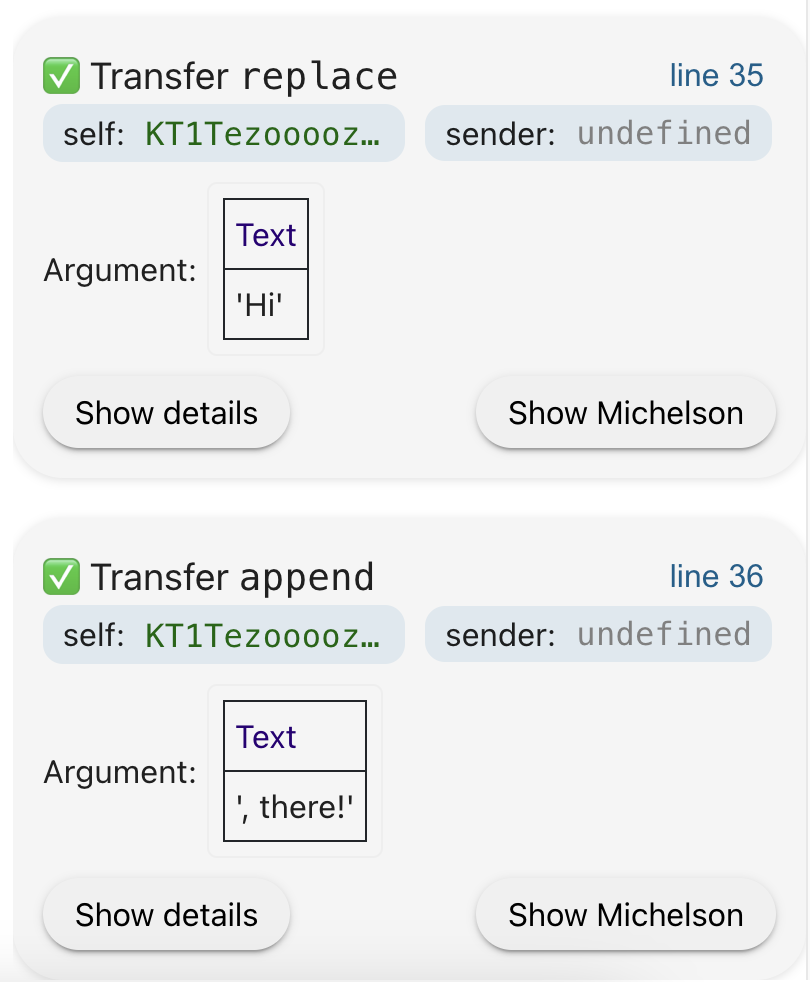 ✅ Transfer replace line 35
self: KT1Tezooooz… sender: undefined
Text
Argument:
'Hi'
Show details Show Michelson
✅ Transfer append line 36
self: KT1Tezooooz… sender: undefined
Text
Argument:
', there!'
Show details Show Michelson